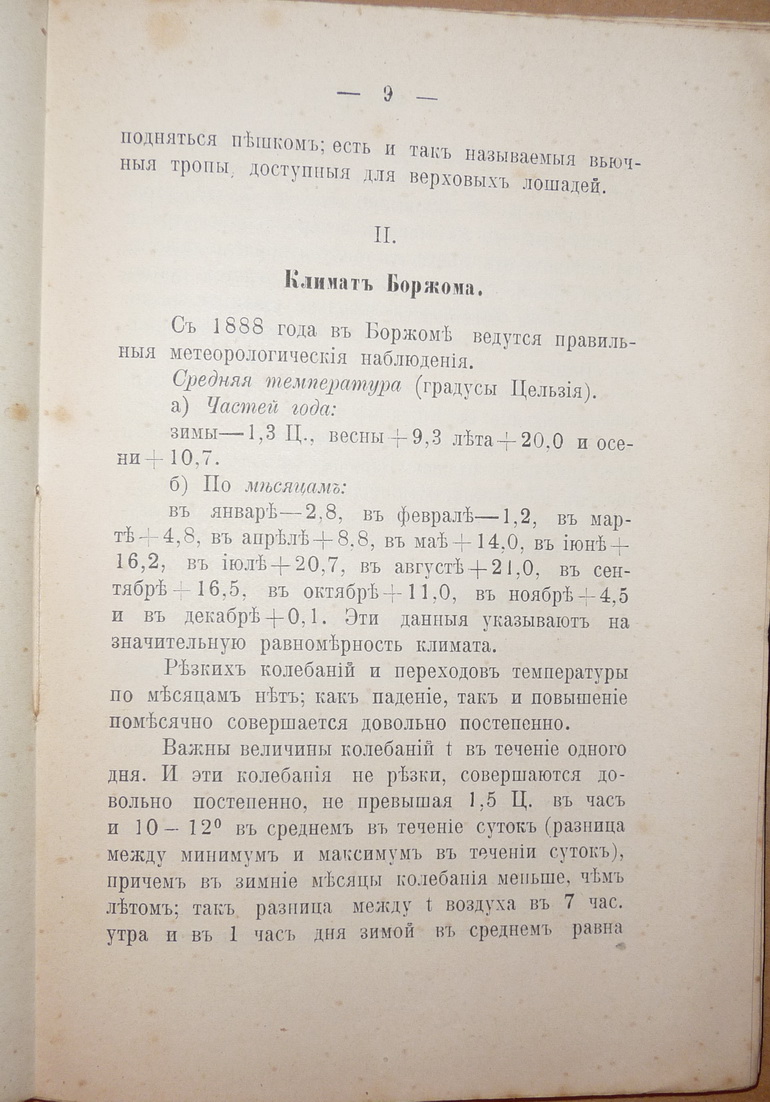 — 9 —
подняться пѣшкомъ; есть и такъ называемыя вьюч-
ныя тропы, доступныя для верховыхъ лошадей.
II.
Климатъ Боржома.
Съ 1888 года въ Боржомѣ ведутся правиль-
ныя метеорологическія наблюденія.
Средняя температура (градусы Цельзія).
а) Частей года:
зимы—1,3 Ц., весны+9,3 лѣта+20,0 и осе-
ни+10,7.
б) По мѣсяцамъ:
въ январѣ—2,8, въ февралѣ—1,2, въ мар-
тѣ+4,8, въ апрѣлѣ+8,8, въ маѣ+14,0, въ іюнѣ+
16,2, въ іюлѣ+20,7, въ августѣ+21,0, въ сен-
тябрѣ+16,5, въ октябрѣ+11,0, въ ноябрѣ+4,5
и въ декабрѣ+0,1. Эти данныя указываютъ на
значительную равномѣрность климата.
Рѣзкихъ колебаній и переходовъ температуры
по мѣсяцамъ нѣтъ; какъ паденіе, такъ и повышеніе
помѣсячно совершается довольно постепенно.
Важны величины колебаній t въ теченіе одного
дня. И эти колебанія не рѣзки, совершаются до-
вольно постепенно, не превышая 1,5 Ц. въ часъ
и 10—12⁰ въ среднемъ въ теченіе сутокъ (разница
между минимумъ и максимумъ въ теченіи сутокъ),
причемъ въ зимніе мѣсяцы колебанія меньше, чѣмъ
лѣтомъ; такъ разница между t воздуха въ 7 час.
утра и въ 1 часъ дня зимой въ среднемъ равна